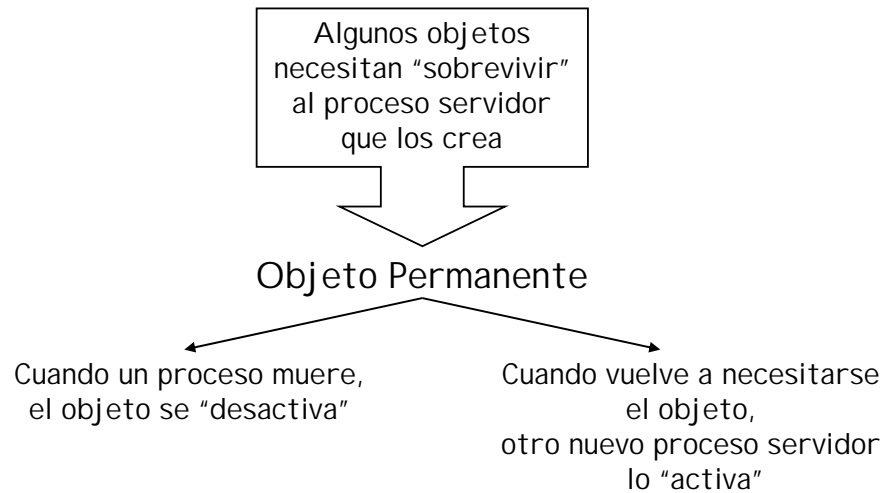 Algunos objetos
necesitan “sobrevivir”
al proceso servidor
que los crea
Objeto Permanente
Cuando un proceso muere,
el objeto se “desactiva”
Cuando vuelve a necesitarse
el objeto,
otro nuevo proceso servidor
lo “activa”